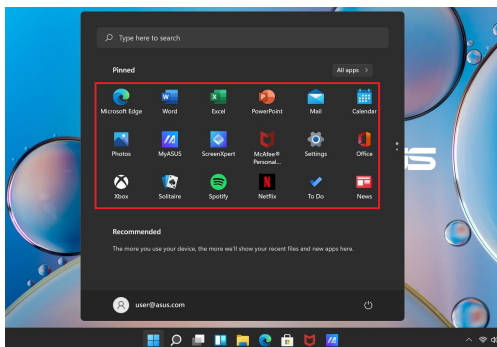 Type here to search
Pinned
All apps >
Microsoft Edge Word Excel PowerPoint Mail Calendar
Photos MyASUS ScreenXpert McAfee® Personal... Settings Office
Xbox Solitaire Spotify Netflix To Do News
Recommended
The more you use your device, the more we'll show your recent files and new apps here.
user@asus.com